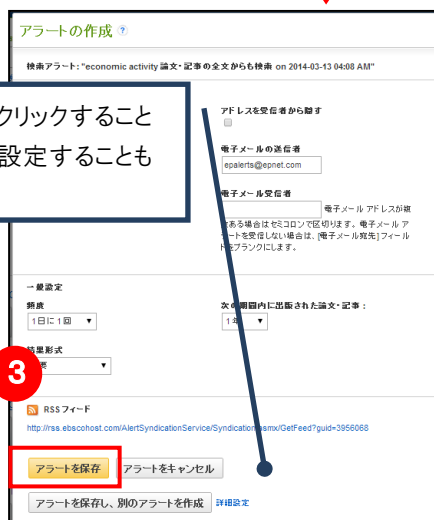 アラートの作成 ?
検索アラート: "economic activity 論文・記事の全文からも検索 on 2014-03-13 04:08 AM"
クリックすること
設定することも
アドレスを受信者から隠す
電子メールの送信者
epalerts@epnet.com
電子メール受信者
電子メール アドレスが複
数ある場合はセミコロンで区切ります。電子メール ア
ラートを受信しない場合は、[電子メール宛先] フィール
ドをブランクにします。
一般設定
頻度
1日に1回
次の期間内に出版された論文・記事:
1年
結果形式
3
RSS フィード
http://rss.ebscohost.com/AlertSyndicationService/Syndication.asmx/GetFeed?guid=3956068
アラートを保存
アラートをキャンセル
アラートを保存し、別のアラートを作成
詳細設定